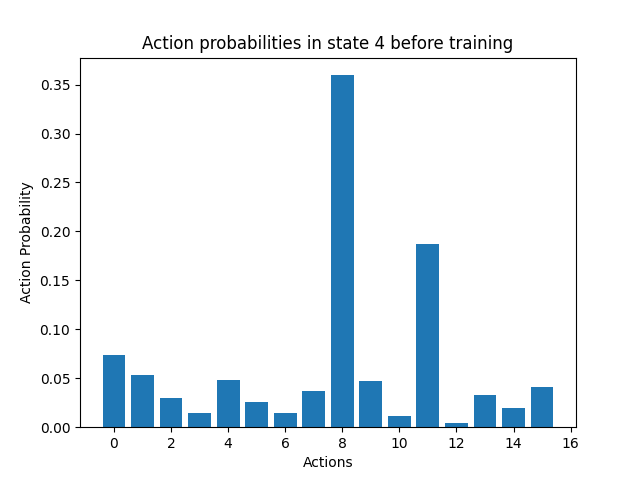 Action probabilities in state 4 before training
0.35
0.30
0.25
0.20
0.15
0.10
0.05
0.00
Action Probability
0 2 4 6 8 10 12 14 16
Actions